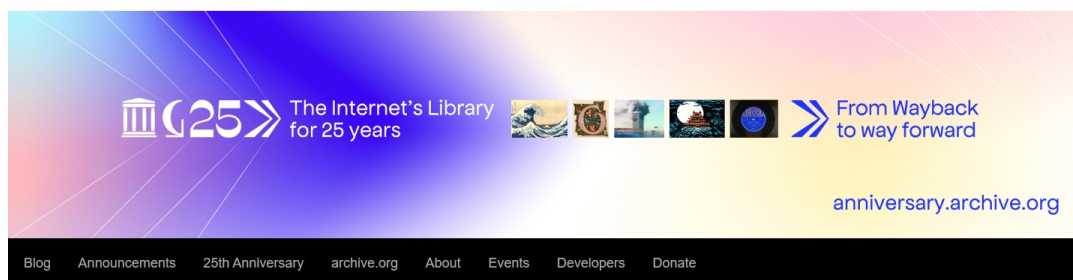 25
The Internet's Library
for 25 years
From Wayback
to way forward
anniversary.archive.org
Blog Announcements 25th Anniversary archive.org About Events Developers Donate